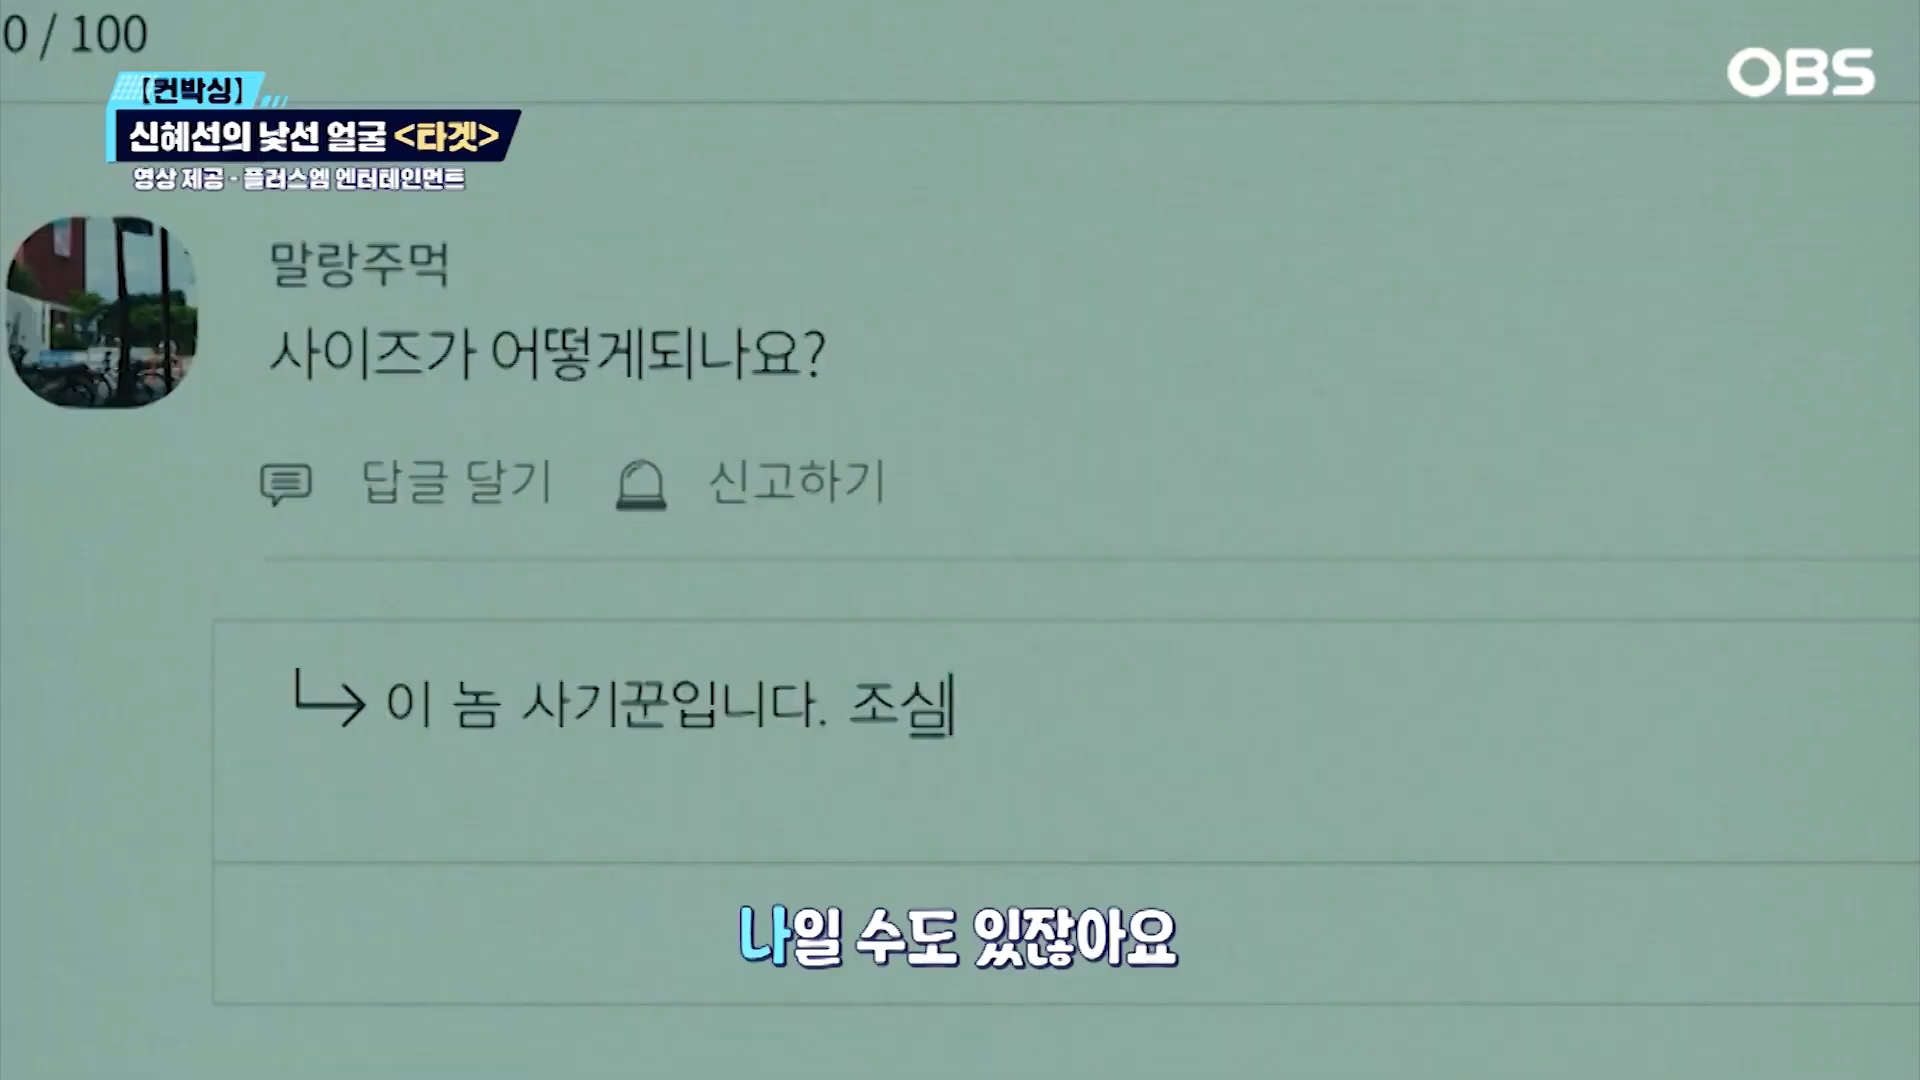 0 / 100
OBS
【컨박싱】
신혜선의 낯선 얼굴 <타겟>
영상 제공 - 플러스엠 엔터테인먼트
말랑주먹
사이즈가 어떻게되나요?
답글 달기 신고하기
이 놈 사기꾼입니다. 조심
나일 수도 있잖아요